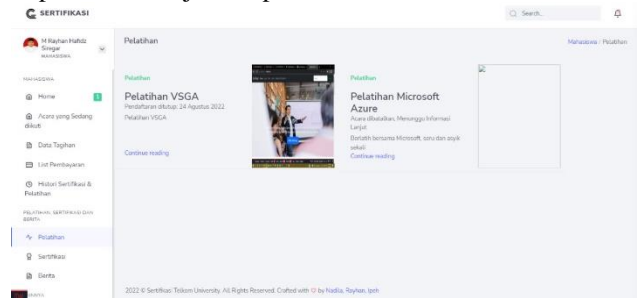 SERTIFIKASI
Search...
M Rayhan Hafidz
Siregar
MAHASISWA
Pelatihan
Mahasiswa / Pelatihan
MAHASISWA
Home
Acara yang Sedang
diikuti
Data Tagihan
List Pembayaran
Histori Sertifikasi &
Pelatihan
PELATIHAN, SERTIFIKASI DAN
BERITA
Pelatihan
Sertifikasi
Berita
Pelatihan
Pelatihan VSGA
Pendaftaran ditutup: 24 Agustus 2022
Pelatihan VSGA
Continue reading
Pelatihan
Pelatihan Microsoft
Azure
Acara dibatalkan, Menunggu Informasi
Lanjut
Berlatih bersama Microsoft, seru dan asyik
sekali
Continue reading
2022 © Sertifikasi Telkom University. All Rights Reserved. Crafted with by Nadila, Rayhan, Ipeh